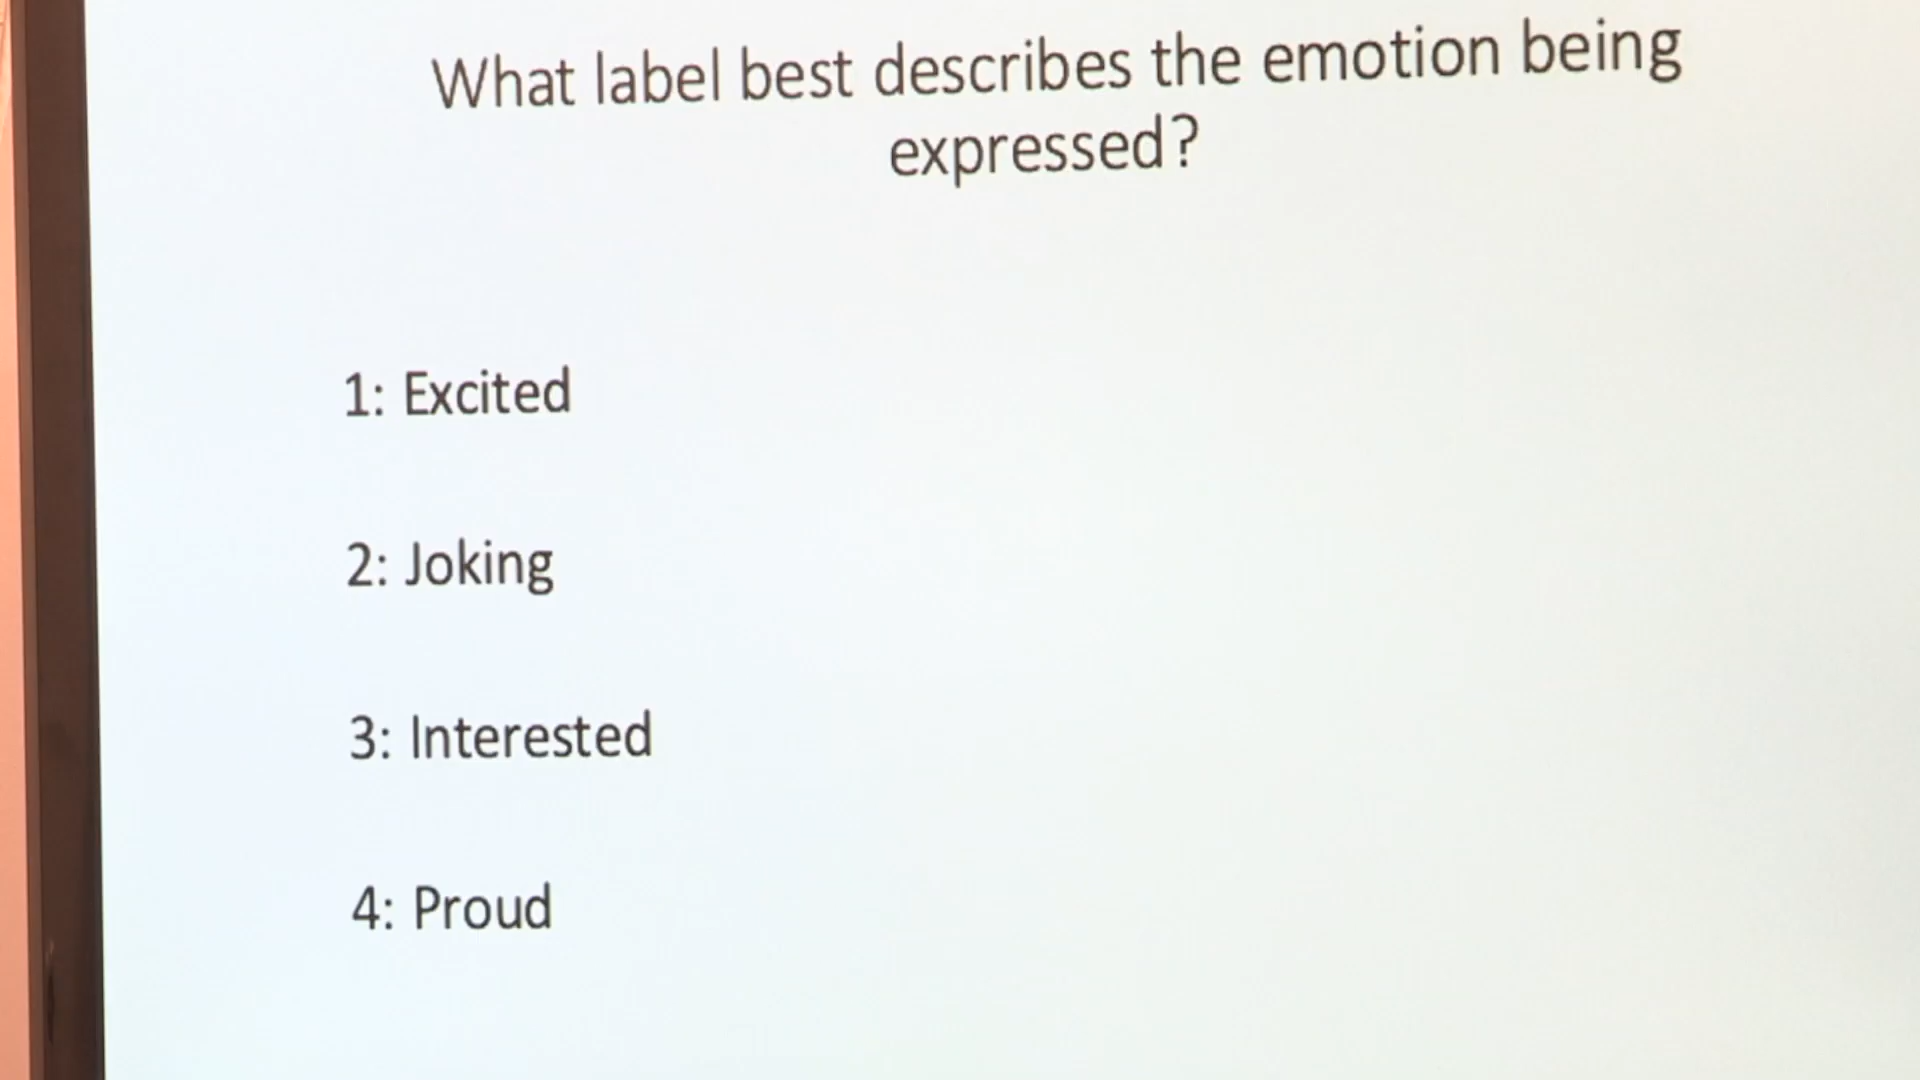 What label best describes the emotion being
expressed?
1: Excited
2: Joking
3: Interested
4: Proud